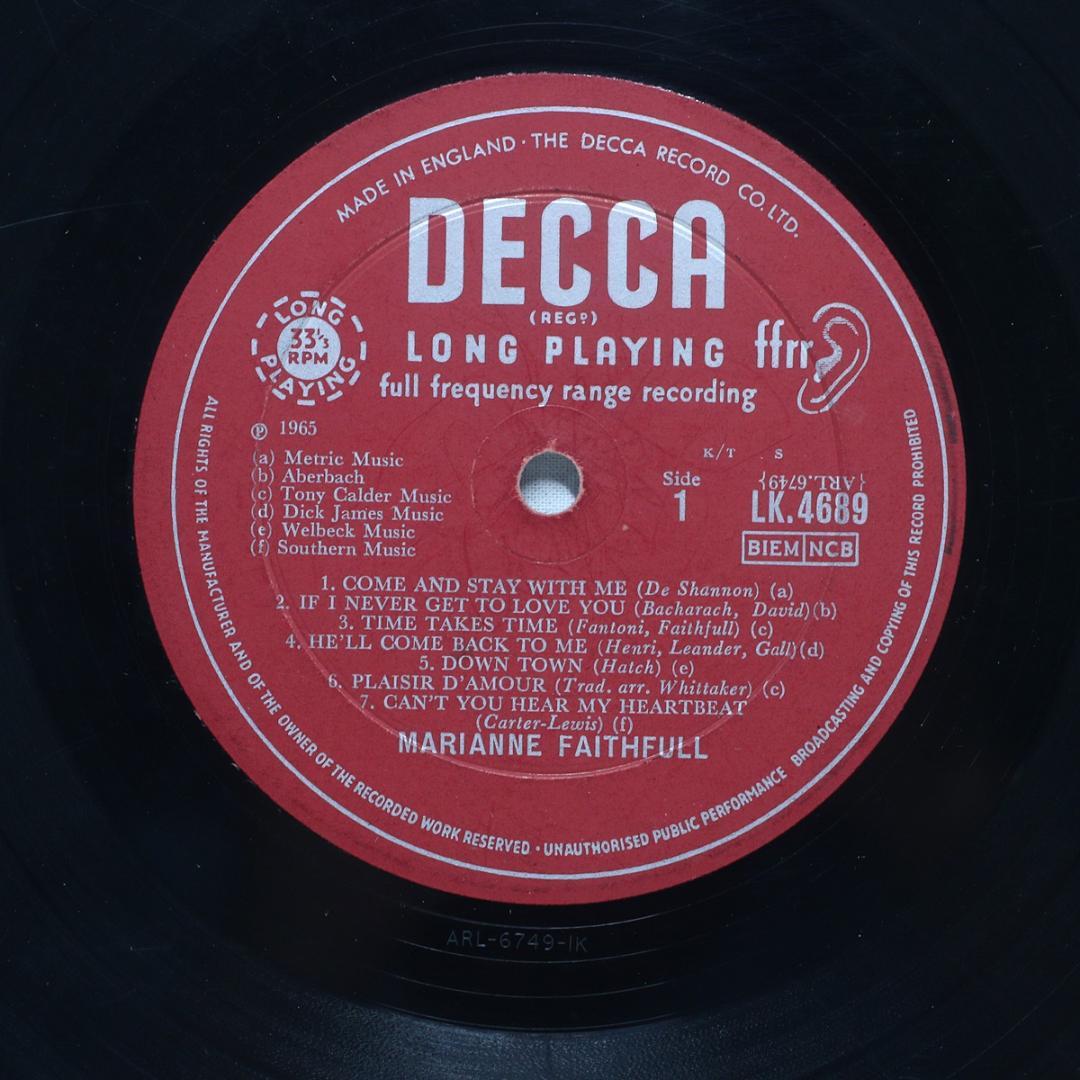 MADE IN ENGLAND · THE DECCA RECORD CO. LTD.
DECCA
(REGD)
LONG PLAYING
33⅓
RPM
LONG PLAYING
ffrr
full frequency range recording
℗ 1965
(a) Metric Music
(b) Aberbach
(c) Tony Calder Music
(d) Dick James Music
(e) Welbeck Music
(f) Southern Music
K/T S
Side
1
{ARL.6749}
LK.4689
BIEM NCB
1. COME AND STAY WITH ME (De Shannon) (a)
2. IF I NEVER GET TO LOVE YOU (Bacharach, David)(b)
3. TIME TAKES TIME (Fantoni, Faithfull) (c)
4. HE'LL COME BACK TO ME (Henri, Leander, Gall)(d)
5. DOWN TOWN (Hatch) (e)
6. PLAISIR D'AMOUR (Trad. arr. Whittaker) (c)
7. CAN'T YOU HEAR MY HEARTBEAT
(Carter-Lewis) (f)
MARIANNE FAITHFULL
ALL RIGHTS OF THE MANUFACTURER AND OF THE OWNER OF THE RECORDED WORK RESERVED · UNAUTHORISED PUBLIC PERFORMANCE BROADCASTING AND COPYING OF THIS RECORD PROHIBITED
ARL-6749-1K